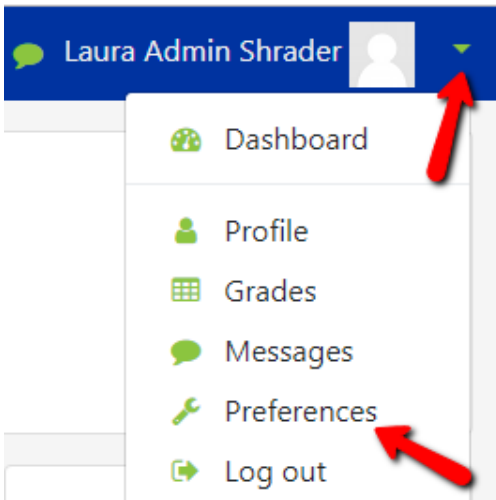 Laura Admin Shrader
Dashboard
Profile
Grades
Messages
Preferences
Log out